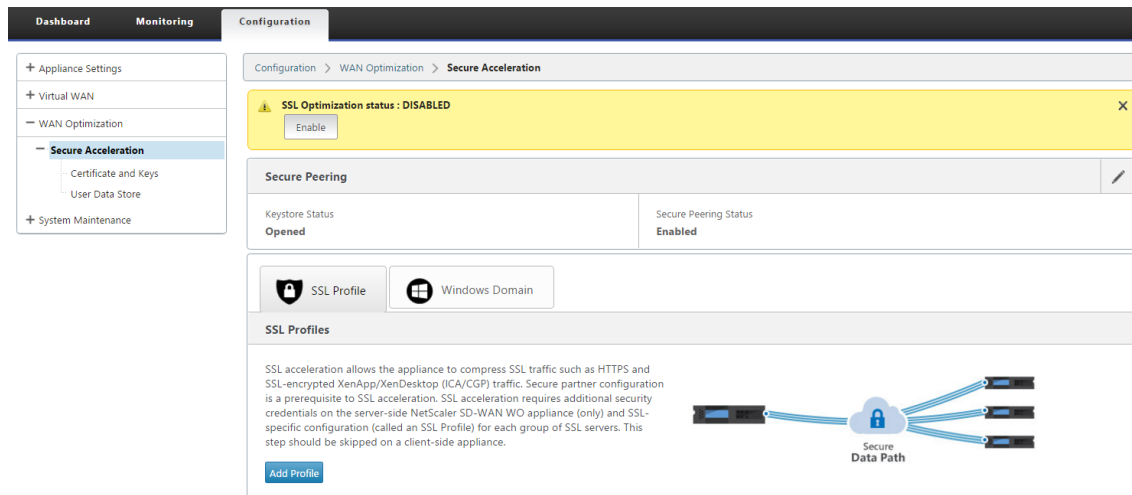 Dashboard Monitoring Configuration
+ Appliance Settings
+ Virtual WAN
− WAN Optimization
− Secure Acceleration
Certificate and Keys
User Data Store
+ System Maintenance
Configuration > WAN Optimization > Secure Acceleration
SSL Optimization status : DISABLED
Enable
Secure Peering
Keystore Status
Opened
Secure Peering Status
Enabled
SSL Profile
Windows Domain
SSL Profiles
SSL acceleration allows the appliance to compress SSL traffic such as HTTPS and
SSL-encrypted XenApp/XenDesktop (ICA/CGP) traffic. Secure partner configuration
is a prerequisite to SSL acceleration. SSL acceleration requires additional security
credentials on the server-side NetScaler SD-WAN WO appliance (only) and SSL-
specific configuration (called an SSL Profile) for each group of SSL servers. This
step should be skipped on a client-side appliance.
Add Profile
Secure
Data Path